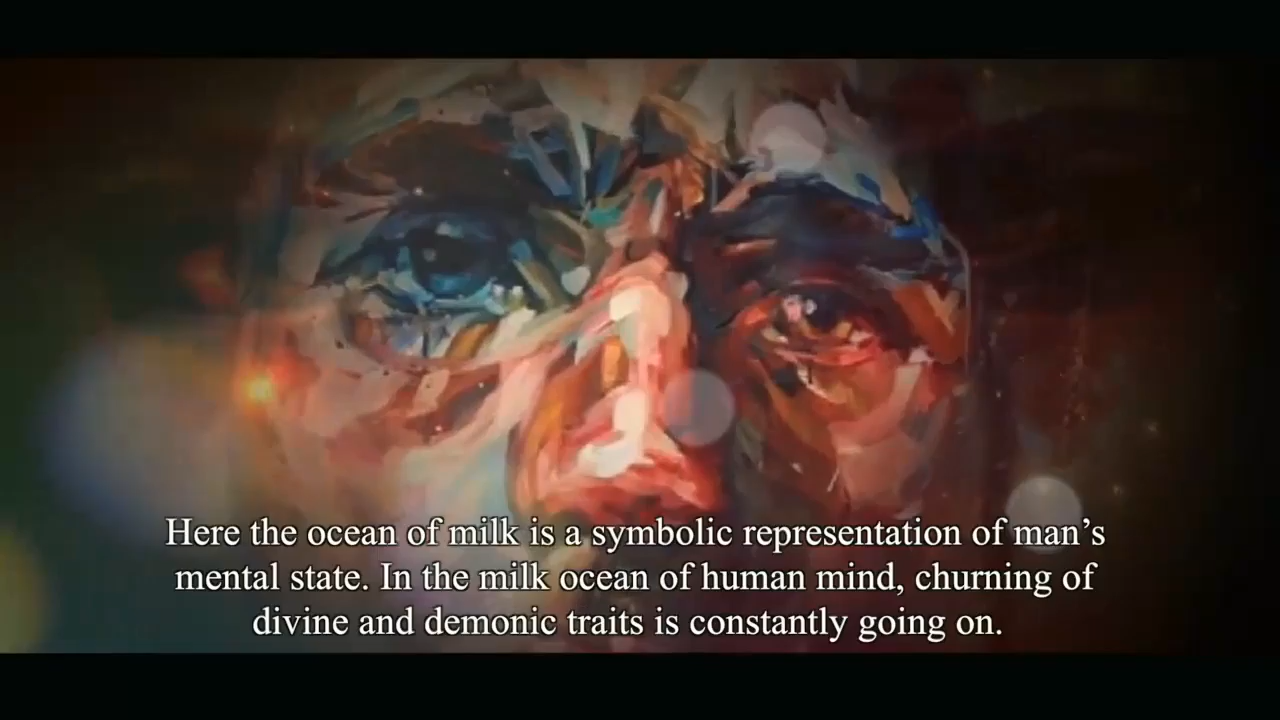 Here the ocean of milk is a symbolic representation of man’s
mental state. In the milk ocean of human mind, churning of
divine and demonic traits is constantly going on.